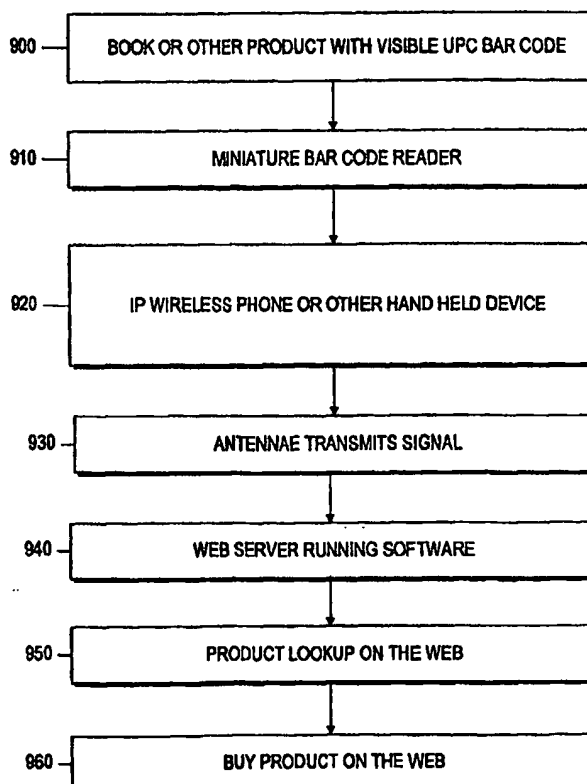 900 BOOK OR OTHER PRODUCT WITH VISIBLE UPC BAR CODE
910 MINIATURE BAR CODE READER
920 IP WIRELESS PHONE OR OTHER HAND HELD DEVICE
930 ANTENNAE TRANSMITS SIGNAL
940 WEB SERVER RUNNING SOFTWARE
950 PRODUCT LOOKUP ON THE WEB
960 BUY PRODUCT ON THE WEB